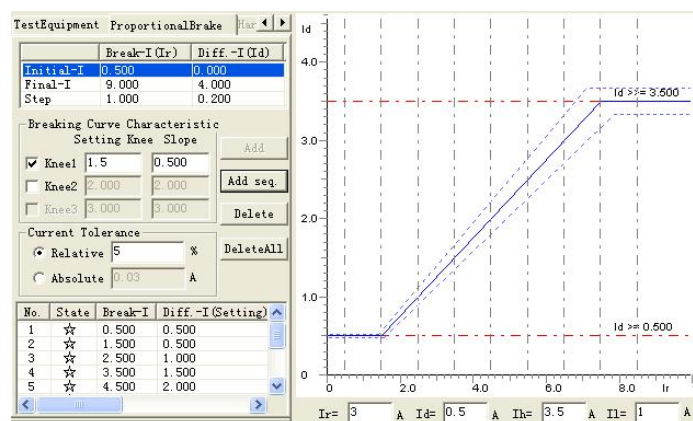 TestEquipment ProportionalBrake Har
Break-I(Ir) Diff.-I(Id)
Initial-I 0.500 0.000
Final-I 9.000 4.000
Step 1.000 0.200
Breaking Curve Characteristic
Setting Knee Slope
Knee1 1.5 0.500
Knee2 2.000 2.000
Knee3 3.000 3.000
Add
Add seq.
Delete
DeleteAll
Current Tolerance
Relative 5 %
Absolute 0.03 A
No. State Break-I Diff.-I(Setting)
1 ☆ 0.500 0.500
2 ☆ 1.500 0.500
3 ☆ 2.500 1.000
4 ☆ 3.500 1.500
5 ☆ 4.500 2.000
Id
4.0
Id >= 3.500
3.0
2.0
1.0
Id >= 0.500
0
0 2.0 4.0 6.0 8.0 Ir
Ir= 3 A Id= 0.5 A Ih= 3.5 A Il= 1 A